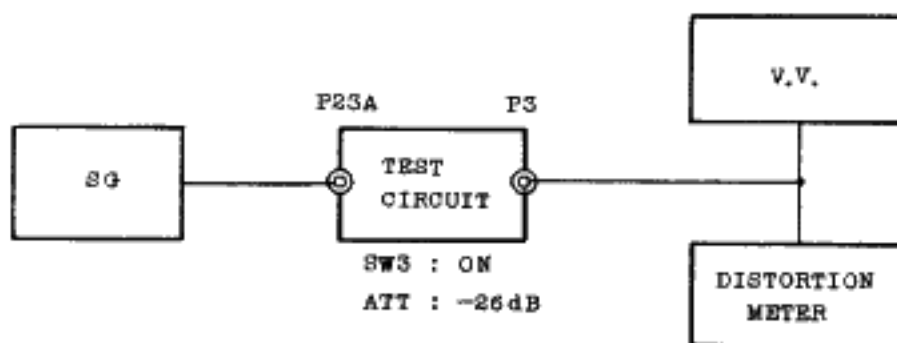 V.V.
P23A
P3
SG
TEST
CIRCUIT
SW3 : ON
ATT : -26dB
DISTORTION
METER